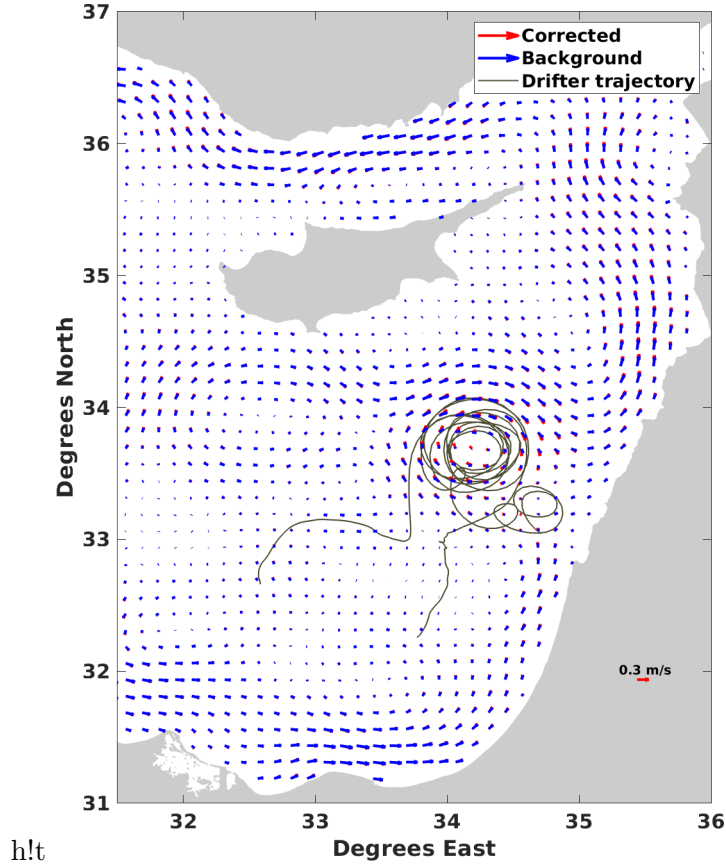 37
Corrected
Background
Drifter trajectory
36
35
Degrees North
34
33
32
0.3 m/s
31
32
33
34
35
36
Degrees East
h!t